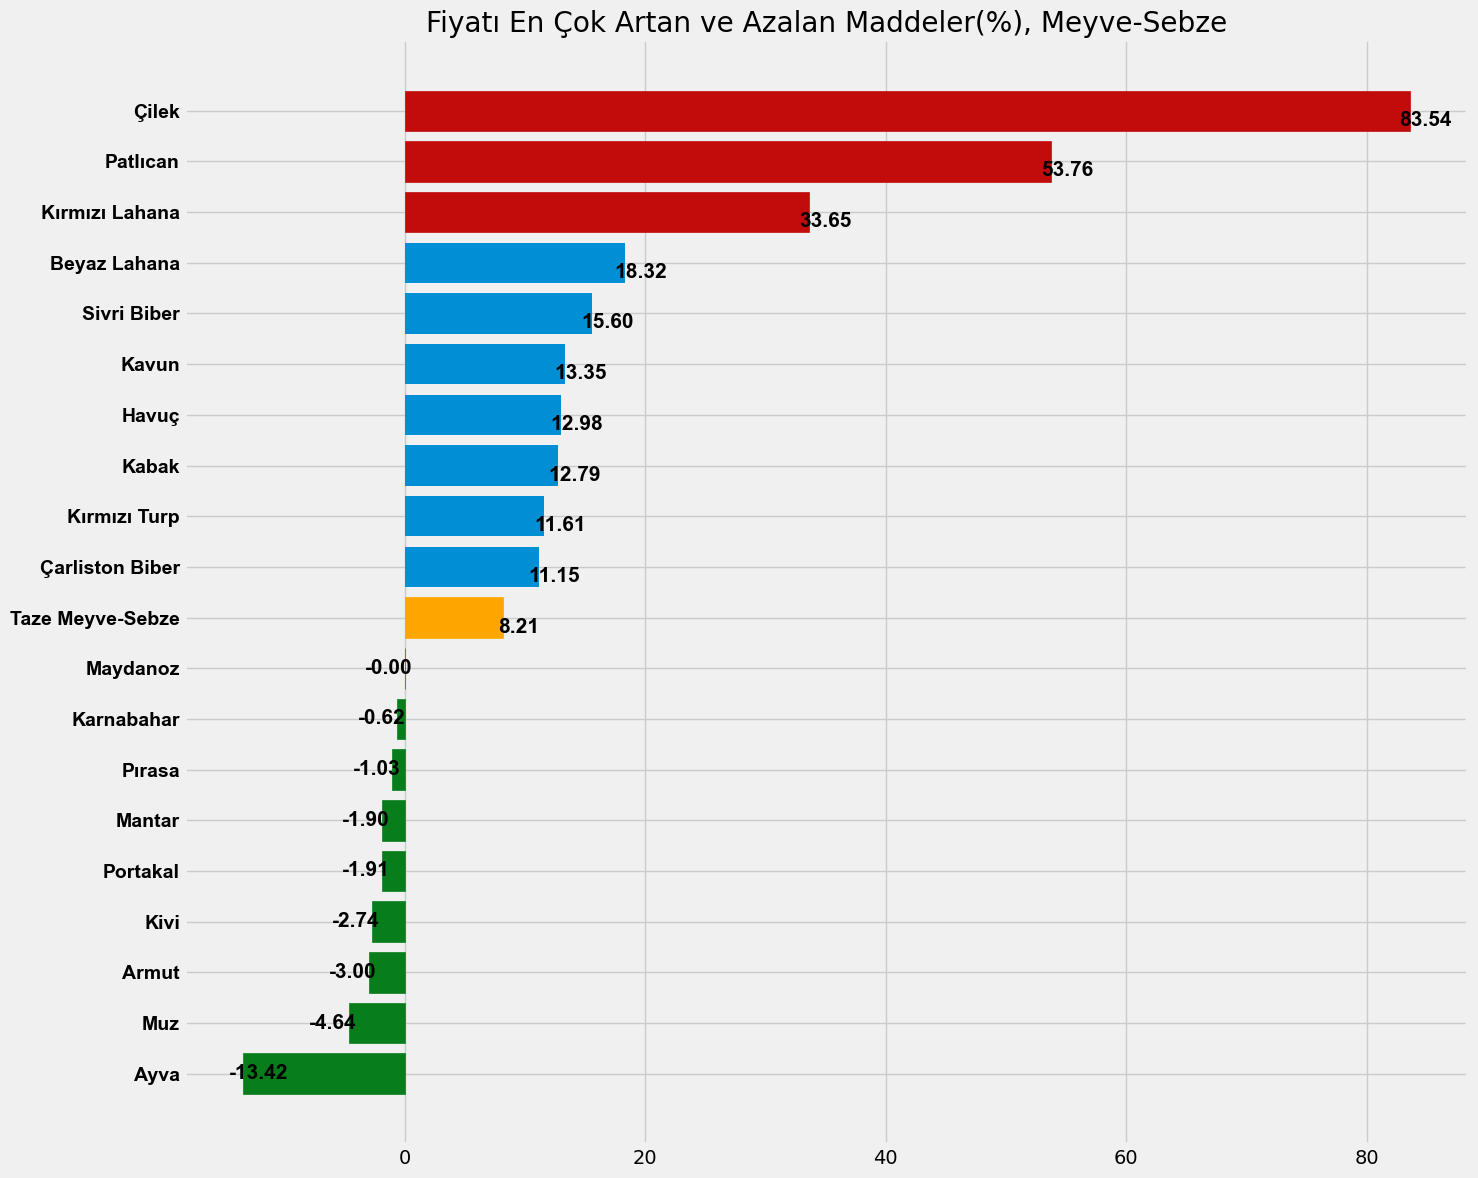 Fiyatı En Çok Artan ve Azalan Maddeler(%), Meyve-Sebze
Çilek 83.54
Patlıcan 53.76
Kırmızı Lahana 33.65
Beyaz Lahana 18.32
Sivri Biber 15.60
Kavun 13.35
Havuç 12.98
Kabak 12.79
Kırmızı Turp 11.61
Çarliston Biber 11.15
Taze Meyve-Sebze 8.21
Maydanoz -0.00
Karnabahar -0.62
Pırasa -1.03
Mantar -1.90
Portakal -1.91
Kivi -2.74
Armut -3.00
Muz -4.64
Ayva -13.42
0 20 40 60 80